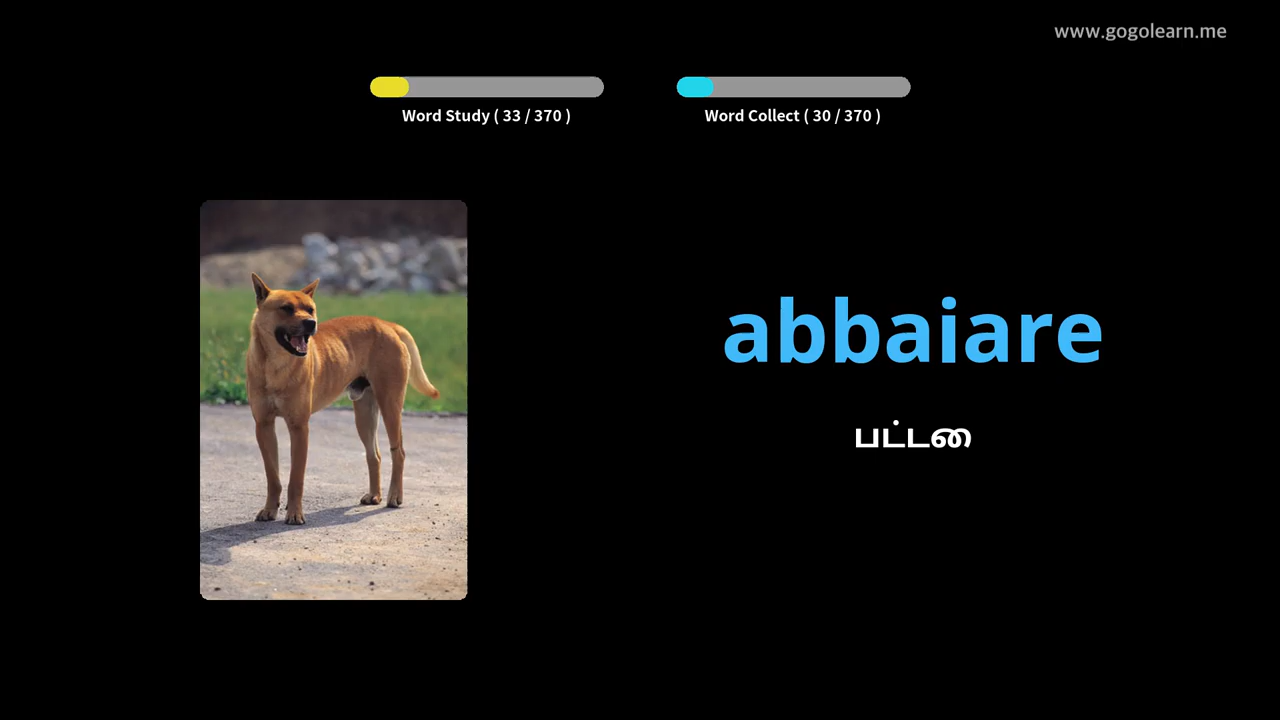 www.gogolearn.me
Word Study ( 33 / 370 )
Word Collect ( 30 / 370 )
abbaiare
பட்டை